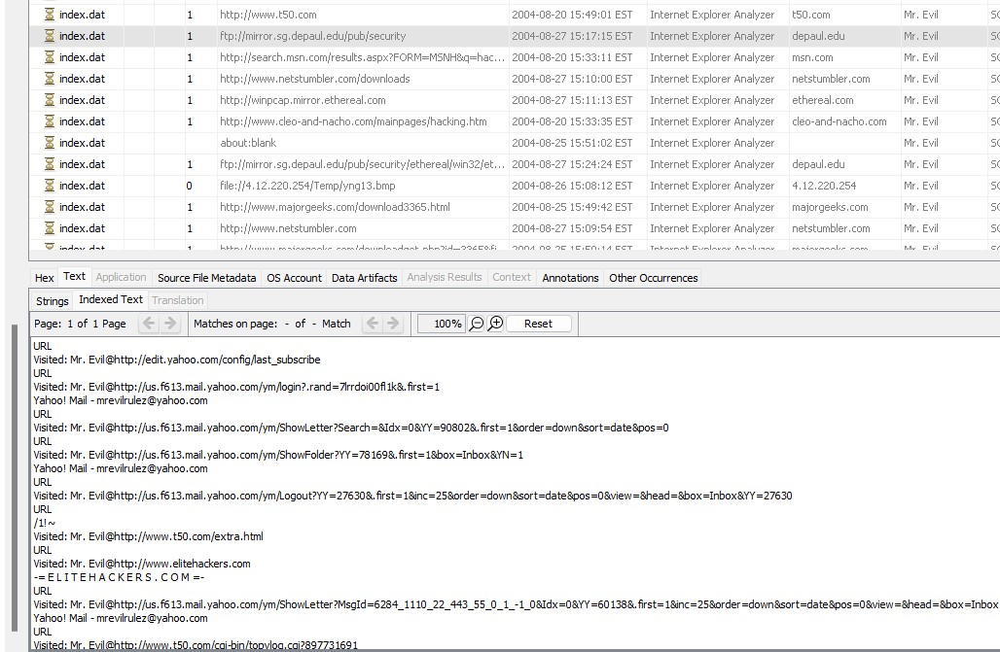 index.dat 1 http://www.t50.com 2004-08-20 15:49:01 EST Internet Explorer Analyzer t50.com Mr. Evil
index.dat 1 ftp://mirror.sg.depaul.edu/pub/security 2004-08-27 15:17:15 EST Internet Explorer Analyzer depaul.edu Mr. Evil
index.dat 1 http://search.msn.com/results.aspx?FORM=MSNH&q=hac... 2004-08-20 15:33:11 EST Internet Explorer Analyzer msn.com Mr. Evil
index.dat 1 http://www.netstumbler.com/downloads 2004-08-27 15:10:00 EST Internet Explorer Analyzer netstumbler.com Mr. Evil
index.dat 1 http://winpcap.mirror.ethereal.com 2004-08-27 15:11:13 EST Internet Explorer Analyzer ethereal.com Mr. Evil
index.dat 1 http://www.cleo-and-nacho.com/mainpages/hacking.htm 2004-08-20 15:33:35 EST Internet Explorer Analyzer cleo-and-nacho.com Mr. Evil
index.dat about:blank 2004-08-25 15:51:02 EST Internet Explorer Analyzer Mr. Evil
index.dat 1 ftp://mirror.sg.depaul.edu/pub/security/ethereal/win32/et... 2004-08-27 15:24:24 EST Internet Explorer Analyzer depaul.edu Mr. Evil
index.dat 0 file://4.12.220.254/Temp/yng13.bmp 2004-08-26 15:08:12 EST Internet Explorer Analyzer 4.12.220.254 Mr. Evil
index.dat 1 http://www.majorgeeks.com/download3365.html 2004-08-25 15:49:42 EST Internet Explorer Analyzer majorgeeks.com Mr. Evil
index.dat 1 http://www.netstumbler.com 2004-08-27 15:09:54 EST Internet Explorer Analyzer netstumbler.com Mr. Evil
index.dat 1 Internet Explorer Analyzer majorgeeks.com Mr. Evil
Hex Text Application Source File Metadata OS Account Data Artifacts Analysis Results Context Annotations Other Occurrences
Strings Indexed Text Translation
Page: 1 of 1 Page Matches on page: - of - Match 100% Reset
URL
Visited: Mr. Evil@http://edit.yahoo.com/config/last_subscribe
URL
Visited: Mr. Evil@http://us.f613.mail.yahoo.com/ym/login?.rand=7lrrdoi00fl1k&.first=1
Yahoo! Mail - mrevilrulez@yahoo.com
URL
Visited: Mr. Evil@http://us.f613.mail.yahoo.com/ym/ShowLetter?Search=&Idx=0&YY=90802&.first=1&order=down&sort=date&pos=0
URL
Visited: Mr. Evil@http://us.f613.mail.yahoo.com/ym/ShowFolder?YY=78169&.first=1&box=Inbox&YN=1
Yahoo! Mail - mrevilrulez@yahoo.com
URL
Visited: Mr. Evil@http://us.f613.mail.yahoo.com/ym/Logout?YY=27630&.first=1&inc=25&order=down&sort=date&pos=0&view=&head=&box=Inbox&YY=27630
URL
/1!~
Visited: Mr. Evil@http://www.t50.com/extra.html
URL
Visited: Mr. Evil@http://www.elitehackers.com
-= E L I T E H A C K E R S . C O M =-
URL
Visited: Mr. Evil@http://us.f613.mail.yahoo.com/ym/ShowLetter?MsgId=6284_1110_22_443_55_0_1_-1_0&Idx=0&YY=60138&.first=1&inc=25&order=down&sort=date&pos=0&view=&head=&box=Inbox
Yahoo! Mail - mrevilrulez@yahoo.com
URL
Visited: Mr. Evil@http://www.t50.com/cgi-bin/topvlog.cgi?897731691